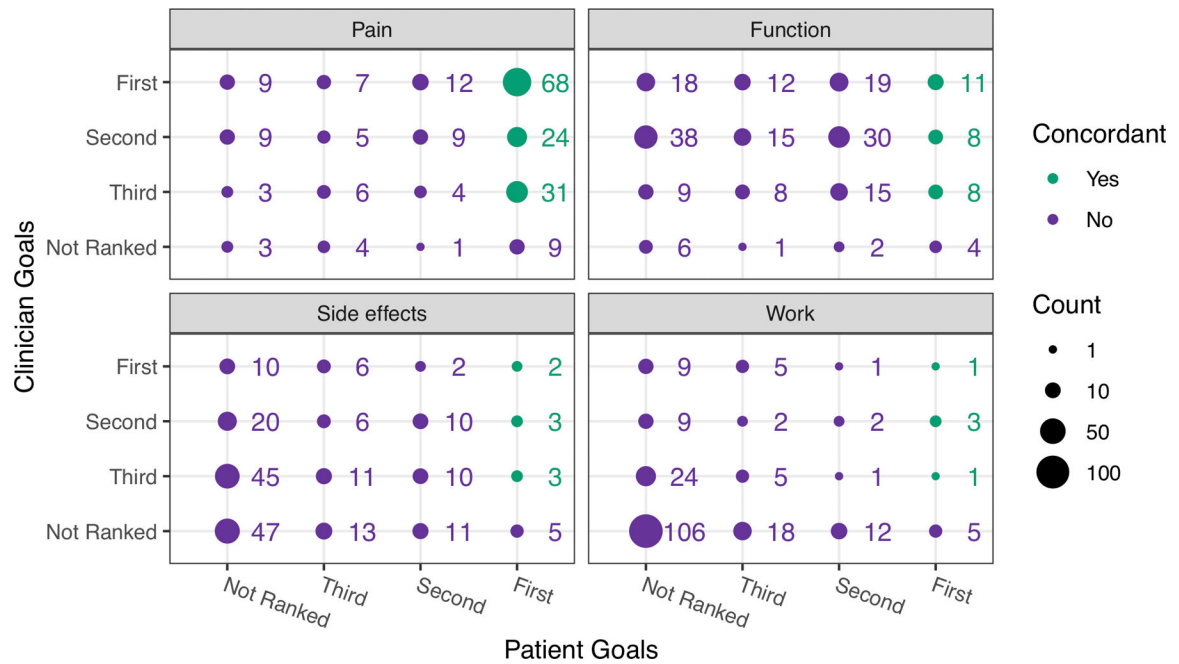 Pain Function
First 9 7 12 68 18 12 19 11
Second 9 5 9 24 38 15 30 8
Third 3 6 4 31 9 8 15 8
Not Ranked 3 4 1 9 6 1 2 4
Side effects Work
First 10 6 2 2 9 5 1 1
Second 20 6 10 3 9 2 2 3
Third 45 11 10 3 24 5 1 1
Not Ranked 47 13 11 5 106 18 12 5
Not Ranked Third Second First Not Ranked Third Second First
Patient Goals
Clinician Goals
Concordant
Yes
No
Count
1
10
50
100